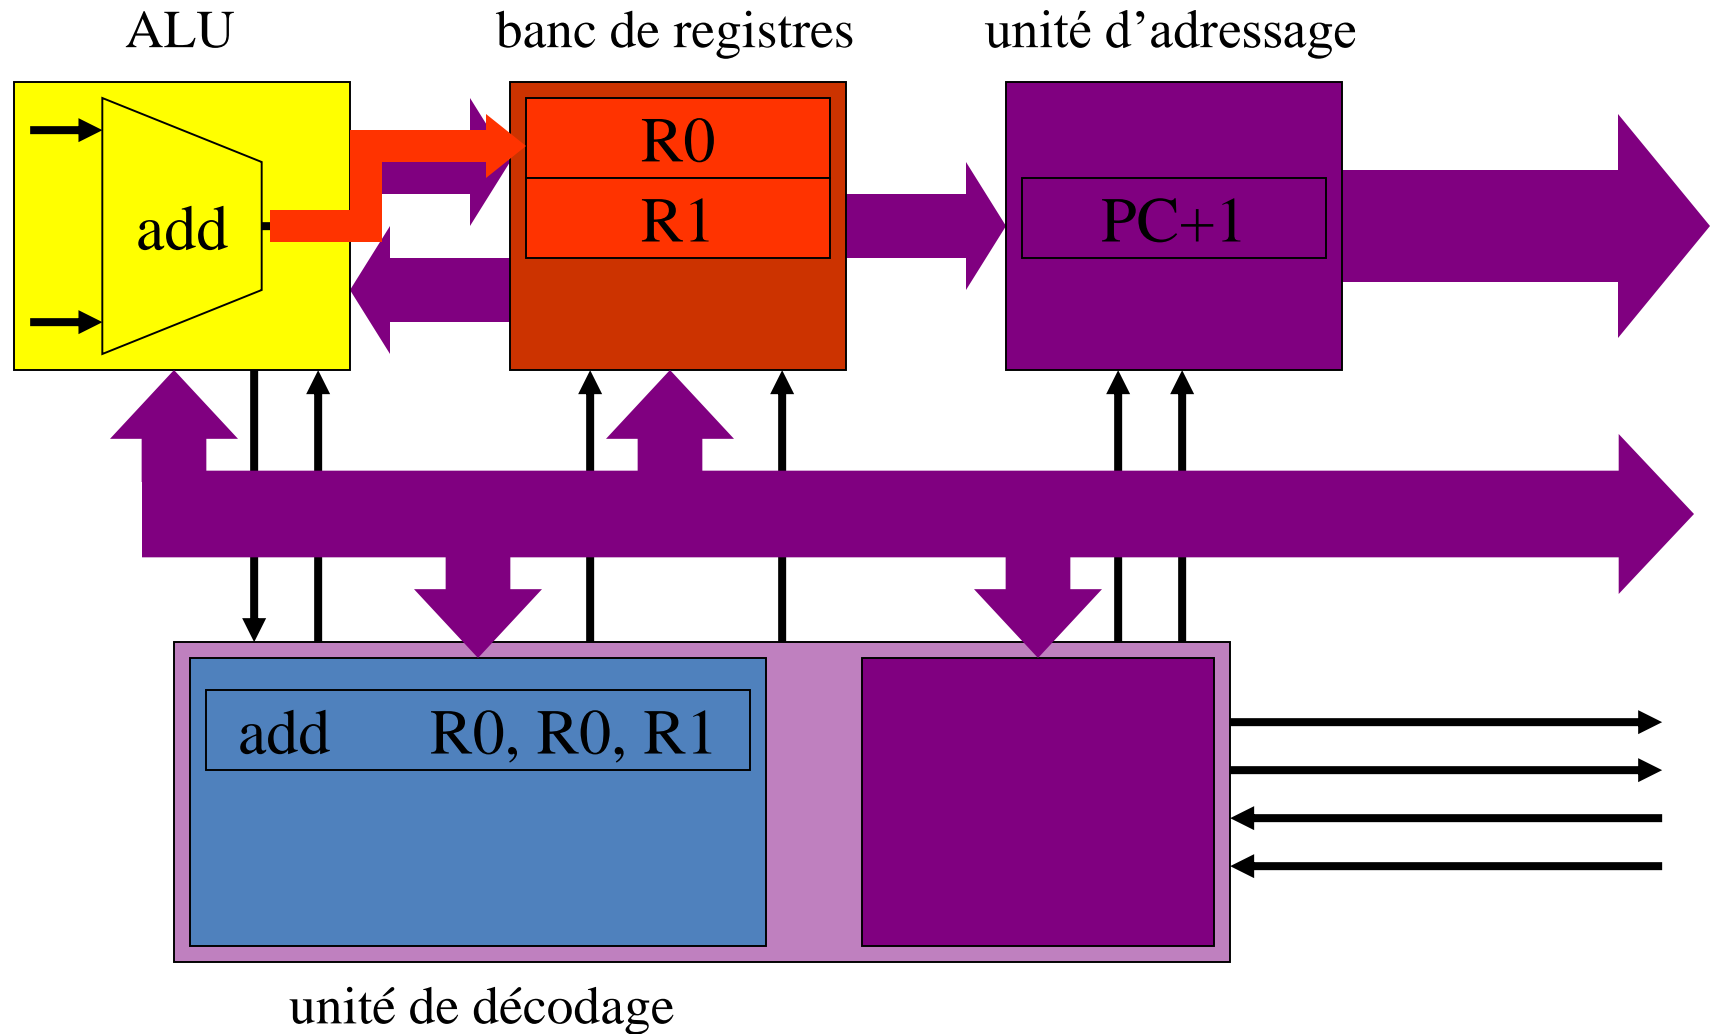 ALU
banc de registres
unité d’adressage
add
R0
R1
PC+1
add R0, R0, R1
unité de décodage